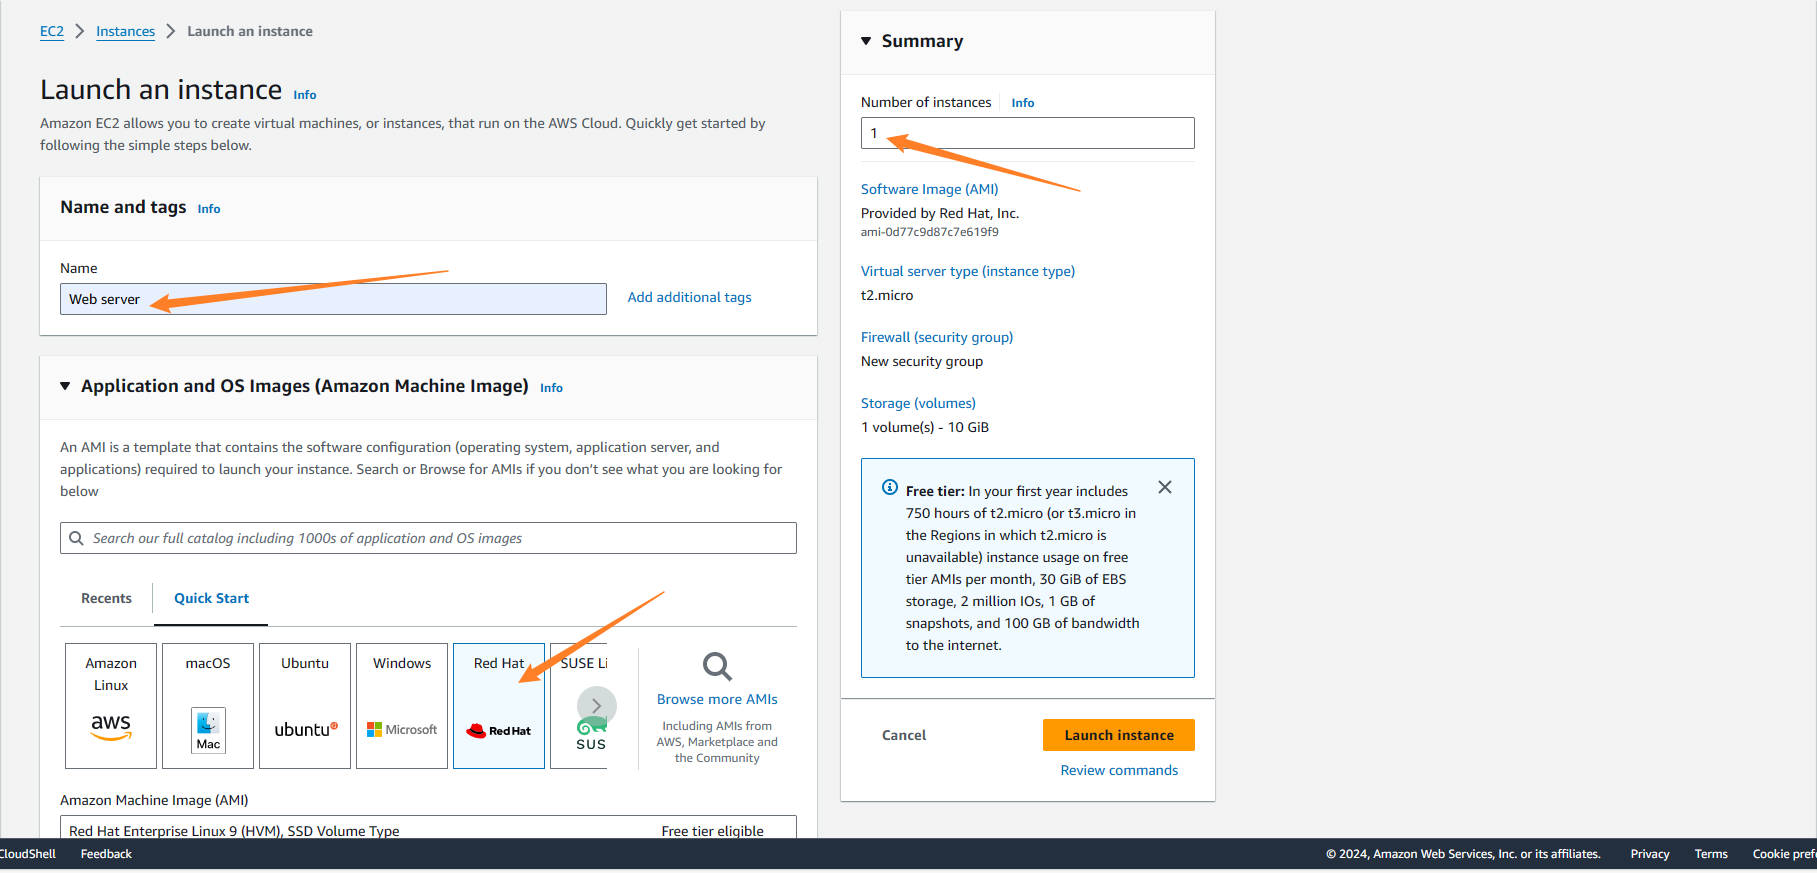 EC2 Instances Launch an instance
Launch an instance Info
Amazon EC2 allows you to create virtual machines, or instances, that run on the AWS Cloud. Quickly get started by
following the simple steps below.
Name and tags Info
Name
Web server
Add additional tags
Application and OS Images (Amazon Machine Image) Info
An AMI is a template that contains the software configuration (operating system, application server, and
applications) required to launch your instance. Search or Browse for AMIs if you don’t see what you are looking for
below
Search our full catalog including 1000s of application and OS images
Recents
Quick Start
Amazon
Linux
aws
macOS
Mac
Ubuntu
ubuntu
Windows
Microsoft
Red Hat
Red Hat
SUSE Li
SUS
Browse more AMIs
Including AMIs from
AWS, Marketplace and
the Community
Amazon Machine Image (AMI)
Red Hat Enterprise Linux 9 (HVM), SSD Volume Type
Free tier eligible
Summary
Number of instances Info
1
Software Image (AMI)
Provided by Red Hat, Inc.
ami-0d77c9d87c7e619f9
Virtual server type (instance type)
t2.micro
Firewall (security group)
New security group
Storage (volumes)
1 volume(s) - 10 GiB
Free tier: In your first year includes
750 hours of t2.micro (or t3.micro in
the Regions in which t2.micro is
unavailable) instance usage on free
tier AMIs per month, 30 GiB of EBS
storage, 2 million IOs, 1 GB of
snapshots, and 100 GB of bandwidth
to the internet.
Cancel
Launch instance
Review commands
CloudShell Feedback
© 2024, Amazon Web Services, Inc. or its affiliates. Privacy Terms Cookie pref